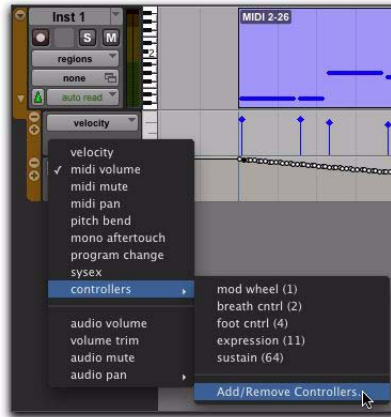 Inst 1
MIDI 2-26
S M
regions
none
auto read
velocity
velocity
✓ midi volume
midi mute
midi pan
pitch bend
mono aftertouch
program change
sysex
controllers
audio volume
volume trim
audio mute
audio pan
mod wheel (1)
breath cntrl (2)
foot cntrl (4)
expression (11)
sustain (64)
Add/Remove Controllers...